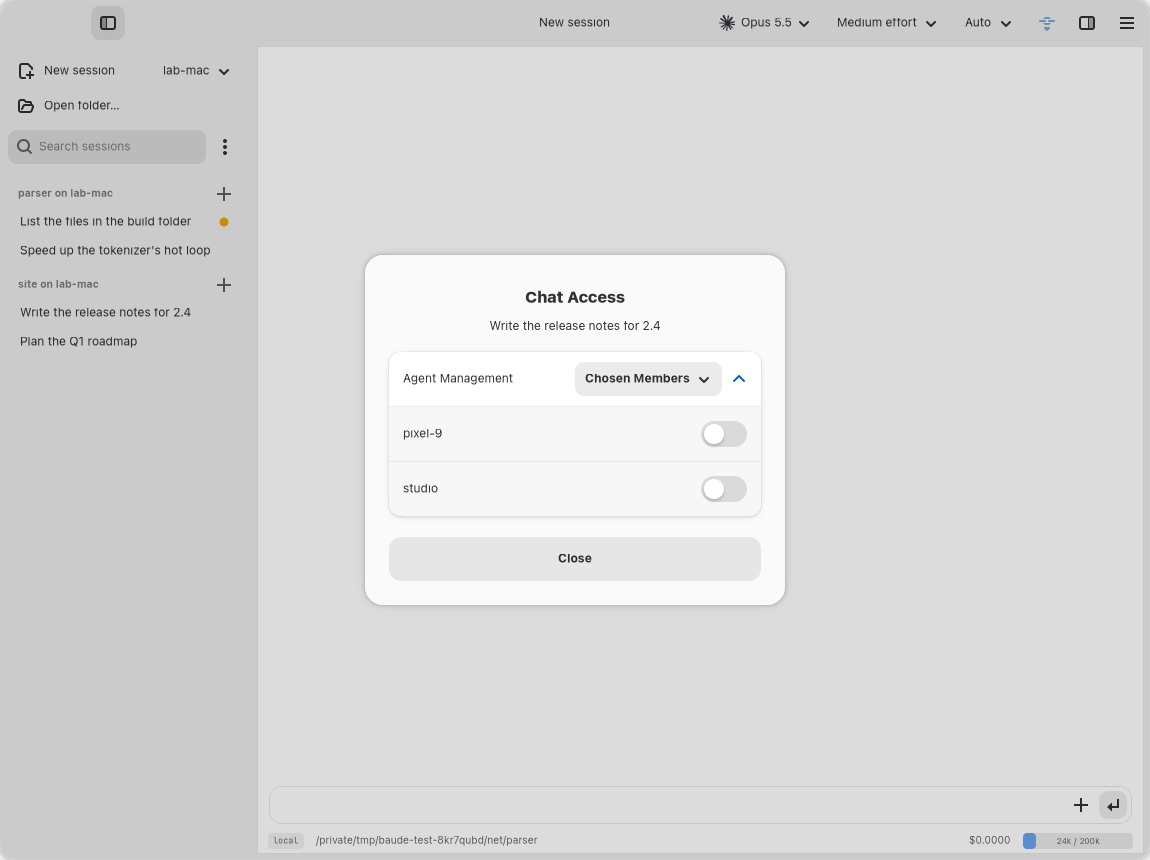 New session
Opus 5.5
Medium effort
Auto
New session
lab-mac
Open folder...
Search sessions
parser on lab-mac
List the files in the build folder
Speed up the tokenizer's hot loop
site on lab-mac
Write the release notes for 2.4
Plan the Q1 roadmap
Chat Access
Write the release notes for 2.4
Agent Management
Chosen Members
pixel-9
studio
Close
local
/private/tmp/baude-test-8kr7qubd/net/parser
$0.0000
24k / 200k